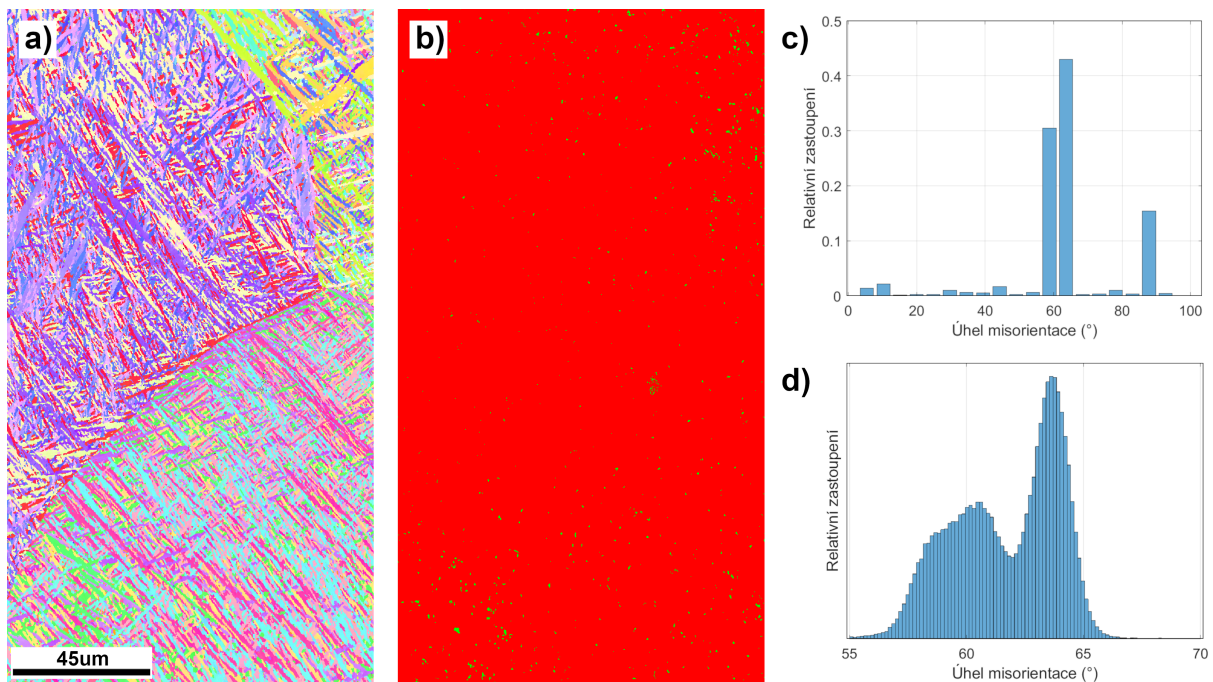 a)
45um
b)
c)
Relativní zastoupení
0.5
0.4
0.3
0.2
0.1
0
0 20 40 60 80 100
Úhel misorientace (°)
d)
Relativní zastoupení
55 60 65 70
Úhel misorientace (°)